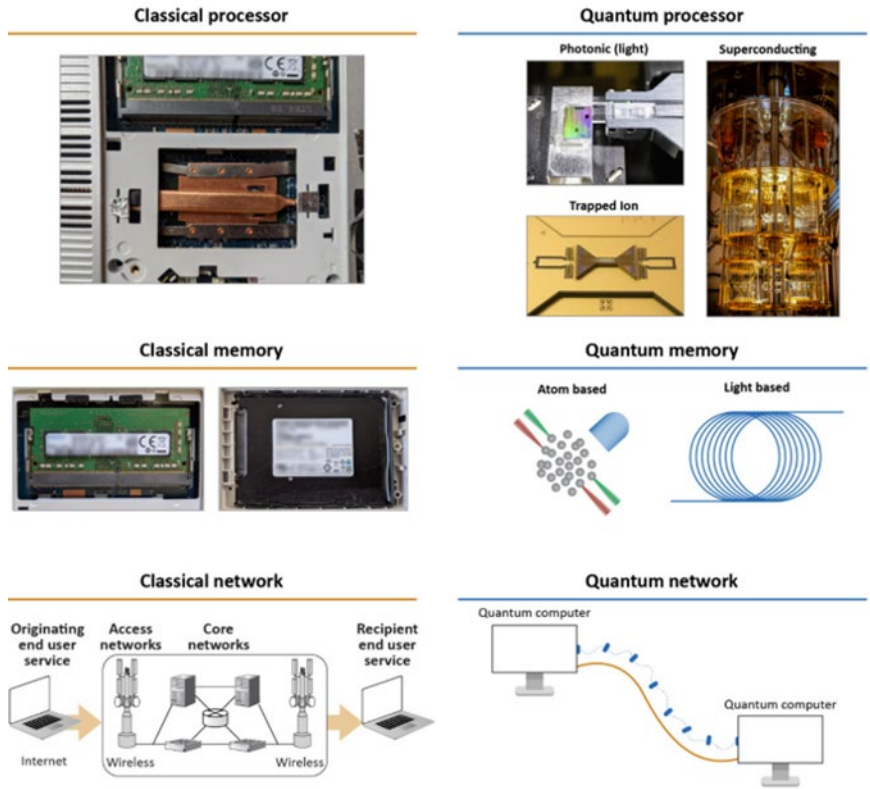 Classical processor
Quantum processor
Photonic (light)
Superconducting
Trapped Ion
Classical memory
Quantum memory
Atom based
Light based
Classical network
Quantum network
Originating
end user
service
Access
networks
Core
networks
Recipient
end user
service
Internet
Wireless
Wireless
Quantum computer
Quantum computer